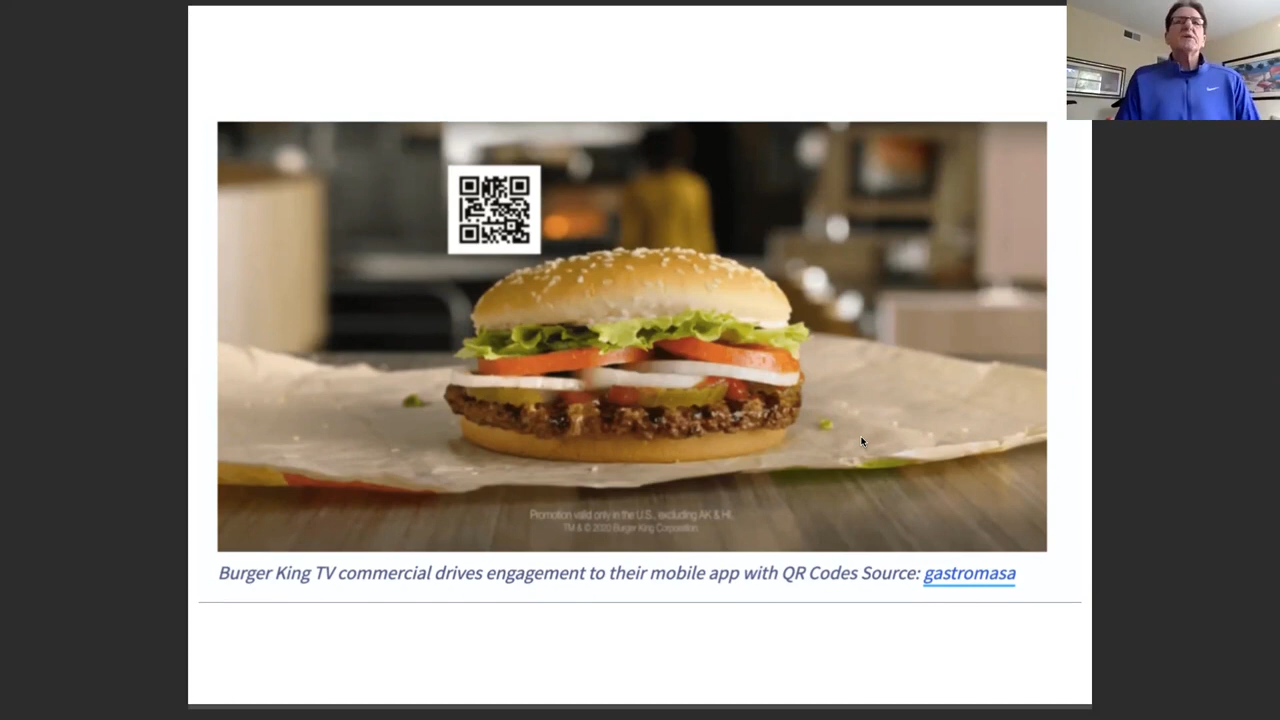 Promotion valid only in the U.S., excluding AK & HI.
TM & © 2020 Burger King Corporation.
Burger King TV commercial drives engagement to their mobile app with QR Codes Source: gastromasa